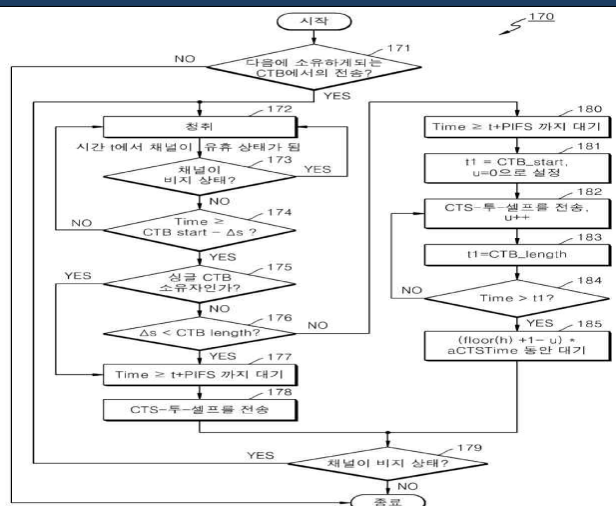 시작
170
171
다음에 소유하게되는
CTB에서의 전송?
NO
YES
172
청취
시간 t에서 채널이 유휴 상태가 됨
173
채널이
비지 상태?
YES
NO
174
Time ≥
CTB start - Δs ?
NO
YES
175
싱글 CTB
소유자인가?
YES
NO
176
Δs < CTB length?
NO
YES
177
Time ≥ t+PIFS 까지 대기
178
CTS-투-셀프를 전송
180
Time ≥ t+PIFS 까지 대기
181
t1 = CTB_start,
u=0으로 설정
182
CTS-투-셀프를 전송,
u++
183
t1=CTB_length
184
Time > t1?
NO
YES
185
(floor(h) +1- u) *
aCTSTime 동안 대기
179
채널이 비지 상태?
YES
NO
종료